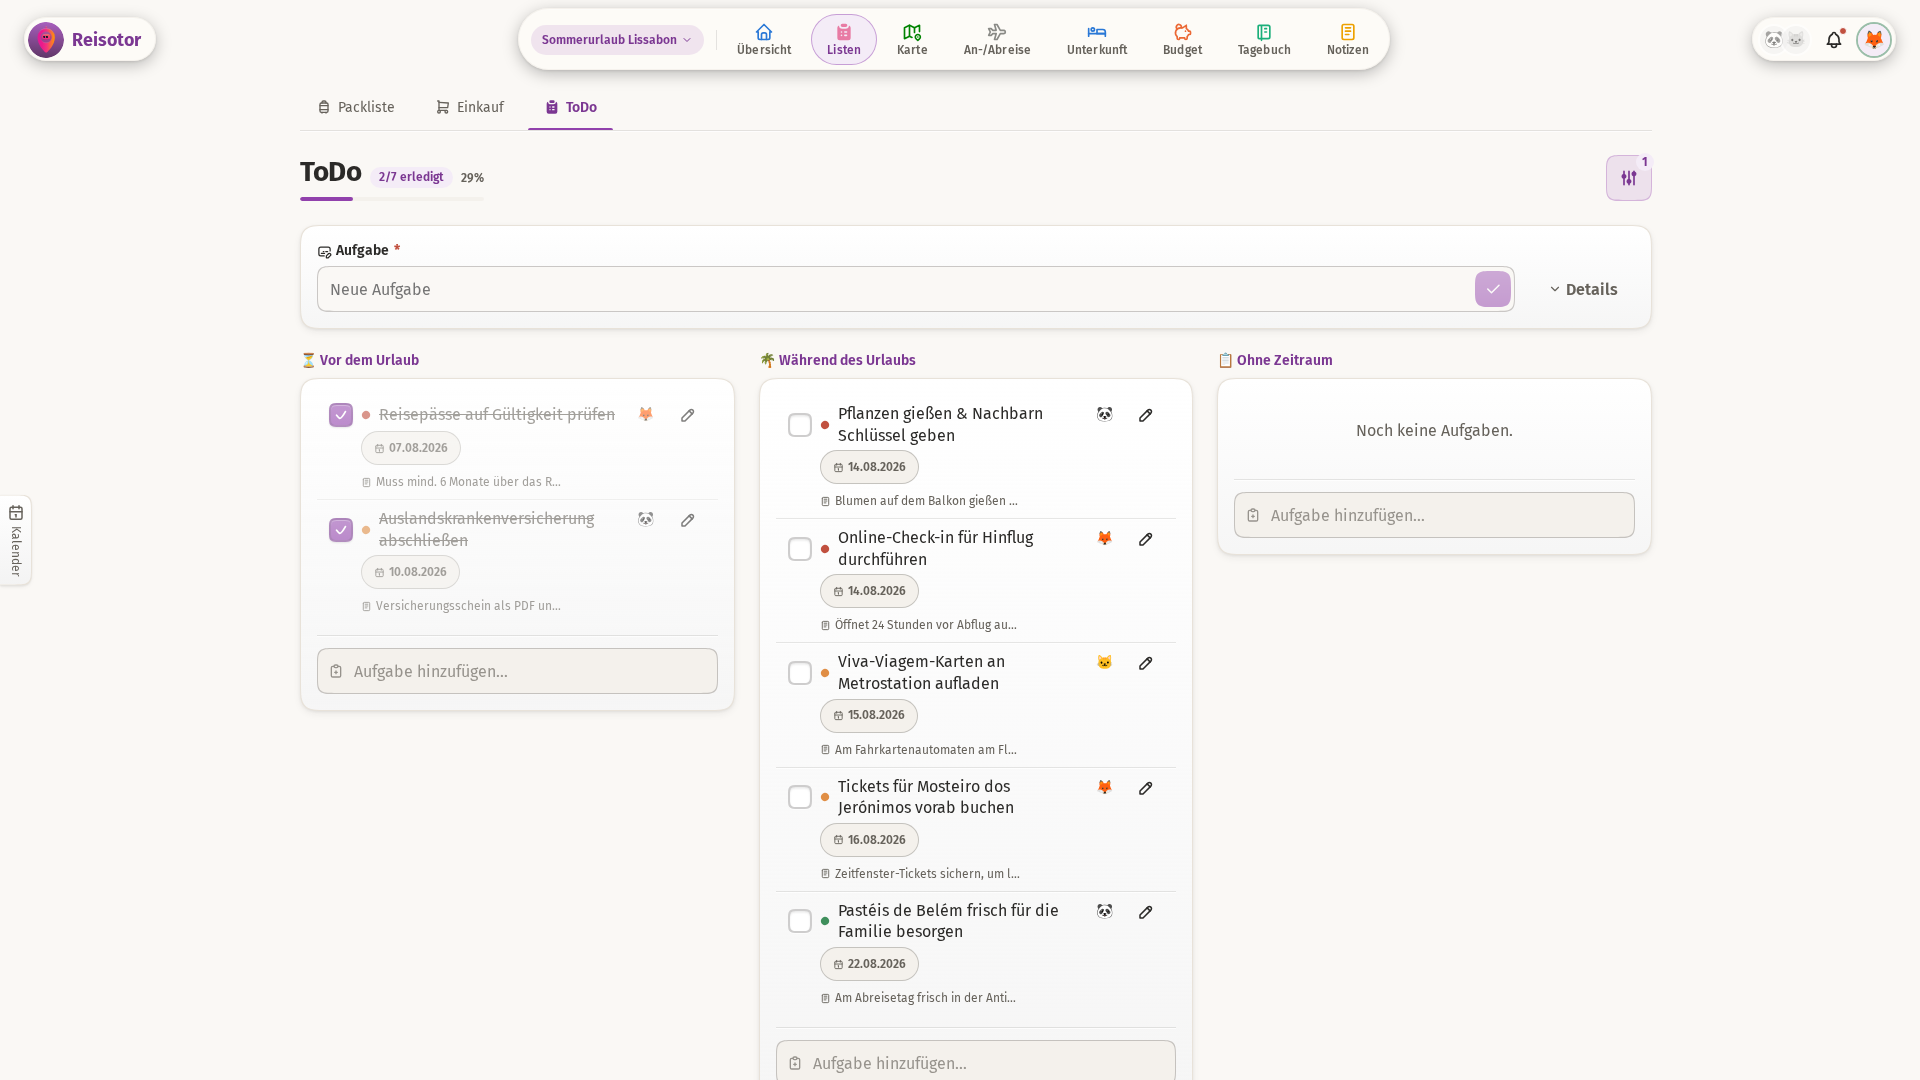 Reisotor
Sommerurlaub Lissabon
Übersicht
Listen
Karte
An-/Abreise
Unterkunft
Budget
Tagebuch
Notizen
Packliste
Einkauf
ToDo
ToDo
2/7 erledigt
29%
1
Aufgabe *
Neue Aufgabe
Details
Kalender
Vor dem Urlaub
Reisepässe auf Gültigkeit prüfen
07.08.2026
Muss mind. 6 Monate über das R...
Auslandskrankenversicherung
abschließen
10.08.2026
Versicherungsschein als PDF un...
Aufgabe hinzufügen...
Während des Urlaubs
Pflanzen gießen & Nachbarn
Schlüssel geben
14.08.2026
Blumen auf dem Balkon gießen ...
Online-Check-in für Hinflug
durchführen
14.08.2026
Öffnet 24 Stunden vor Abflug au...
Viva-Viagem-Karten an
Metrostation aufladen
15.08.2026
Am Fahrkartenautomaten am Fl...
Tickets für Mosteiro dos
Jerónimos vorab buchen
16.08.2026
Zeitfenster-Tickets sichern, um l...
Pastéis de Belém frisch für die
Familie besorgen
22.08.2026
Am Abreisetag frisch in der Anti...
Aufgabe hinzufügen...
Ohne Zeitraum
Noch keine Aufgaben.
Aufgabe hinzufügen...